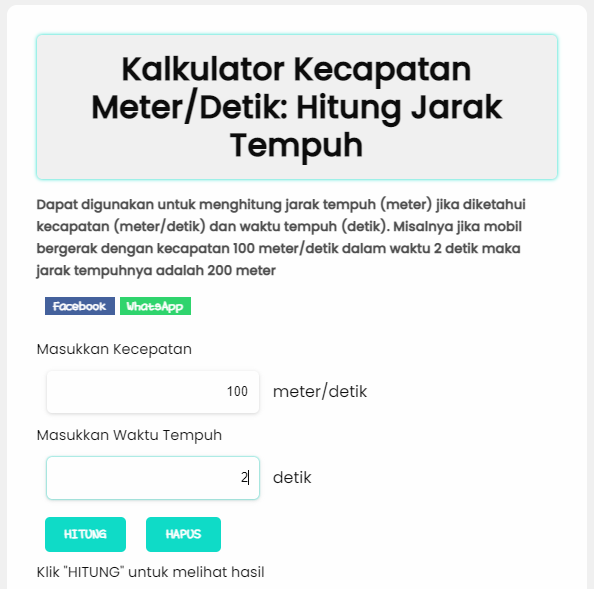 Kalkulator Kecapatan
Meter/Detik: Hitung Jarak
Tempuh
Dapat digunakan untuk menghitung jarak tempuh (meter) jika diketahui
kecapatan (meter/detik) dan waktu tempuh (detik). Misalnya jika mobil
bergerak dengan kecapatan 100 meter/detik dalam waktu 2 detik maka
jarak tempuhnya adalah 200 meter
Facebook WhatsApp
Masukkan Kecepatan
100 meter/detik
Masukkan Waktu Tempuh
2 detik
HITUNG HAPUS
Klik "HITUNG" untuk melihat hasil